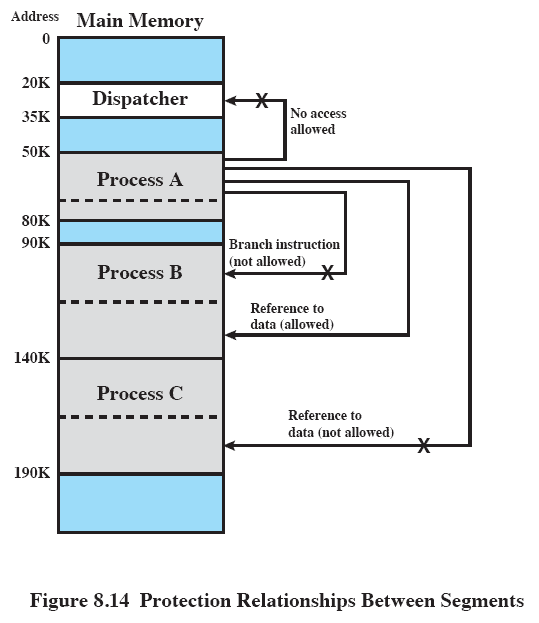 Address Main Memory
0
20K
Dispatcher
X
35K
No access
allowed
50K
Process A
80K
90K
Branch instruction
(not allowed)
X
Process B
Reference to
data (allowed)
140K
Process C
Reference to
data (not allowed)
X
190K
Figure 8.14 Protection Relationships Between Segments